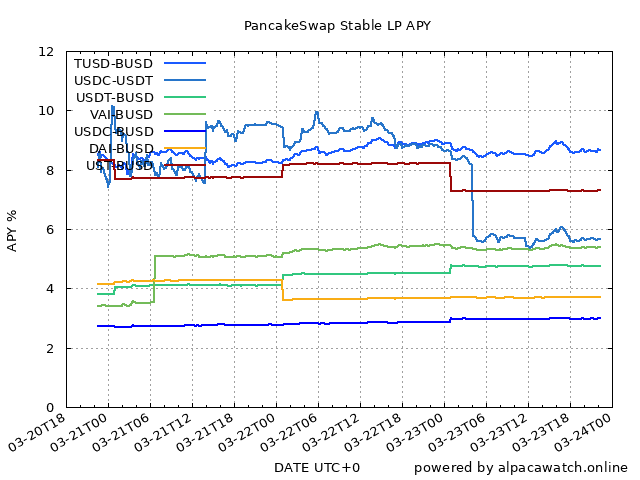 PancakeSwap Stable LP APY
12
10
8
6
4
2
0
APY %
TUSD-BUSD
USDC-USDT
USDT-BUSD
VAI-BUSD
USDC-BUSD
DAI-BUSD
UST-BUSD
03-20T18
03-21T00
03-21T06
03-21T12
03-21T18
03-22T00
03-22T06
03-22T12
03-22T18
03-23T00
03-23T06
03-23T12
03-23T18
03-24T00
DATE UTC+0
powered by alpacawatch.online